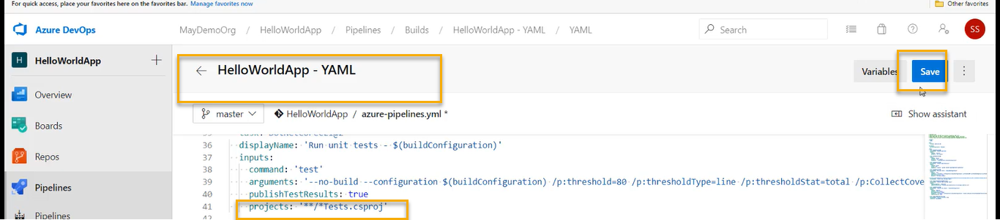 For quick access, place your favorites here on the favorites bar. Manage favorites now
Other favorites
Azure DevOps
MayDemoOrg / HelloWorldApp / Pipelines / Builds / HelloWorldApp - YAML / YAML
Search
SS
H HelloWorldApp
HelloWorldApp - YAML
Variables
Save
Overview
master
HelloWorldApp / azure-pipelines.yml *
Show assistant
Boards
Repos
Pipelines
Pipelines
36 displayName: 'Run unit tests - $(buildConfiguration)'
37 inputs:
38 command: 'test'
39 arguments: '--no-build --configuration $(buildConfiguration) /p:threshold=80 /p:thresholdType=line /p:thresholdStat=total /p:CollectCove
40 publishTestResults: true
41 projects: '**/*Tests.csproj'
42